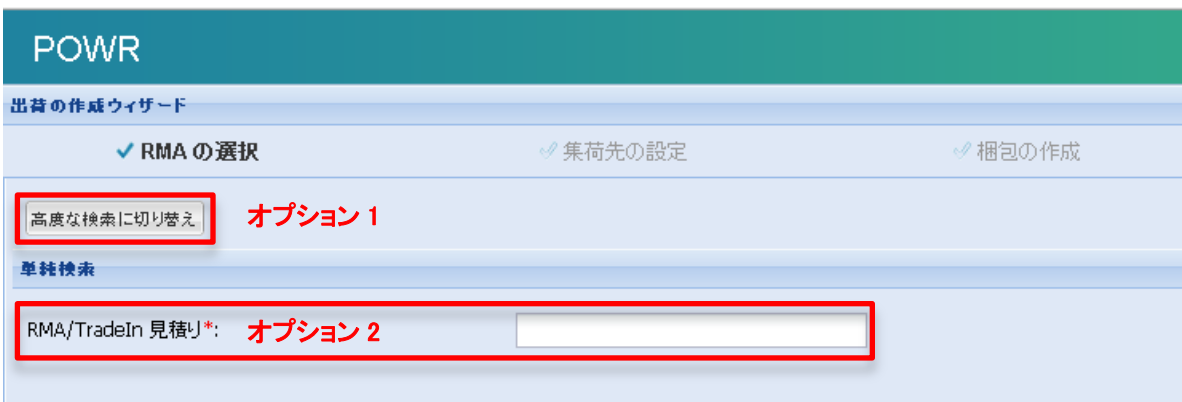 POWR
出荷の作成ウィザード
RMA の選択 集荷先の設定 梱包の作成
高度な検索に切り替え オプション 1
単純検索
RMA/TradeIn 見積り*: オプション 2